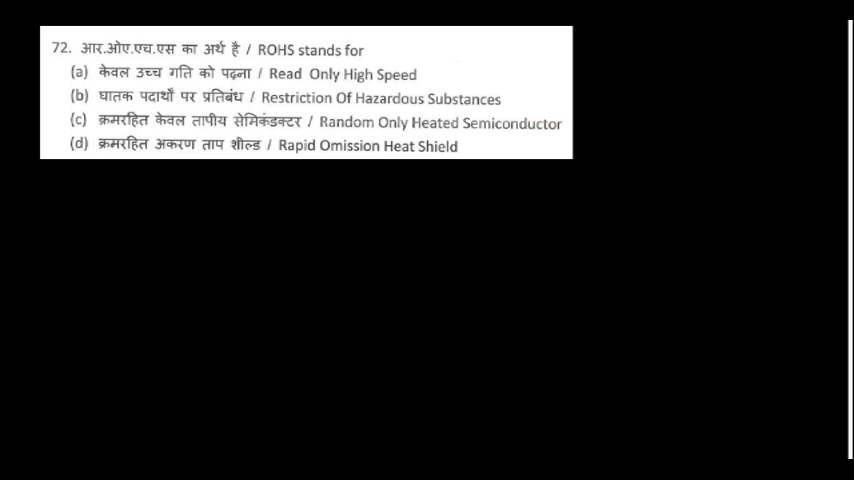 72. आर.ओए.एच.एस का अर्थ है / ROHS stands for
(a) केवल उच्च गति को पढ़ना / Read Only High Speed
(b) घातक पदार्थों पर प्रतिबंध / Restriction Of Hazardous Substances
(c) क्रमरहित केवल तापीय सेमिकंडक्टर / Random Only Heated Semiconductor
(d) क्रमरहित अकरण ताप शील्ड / Rapid Omission Heat Shield